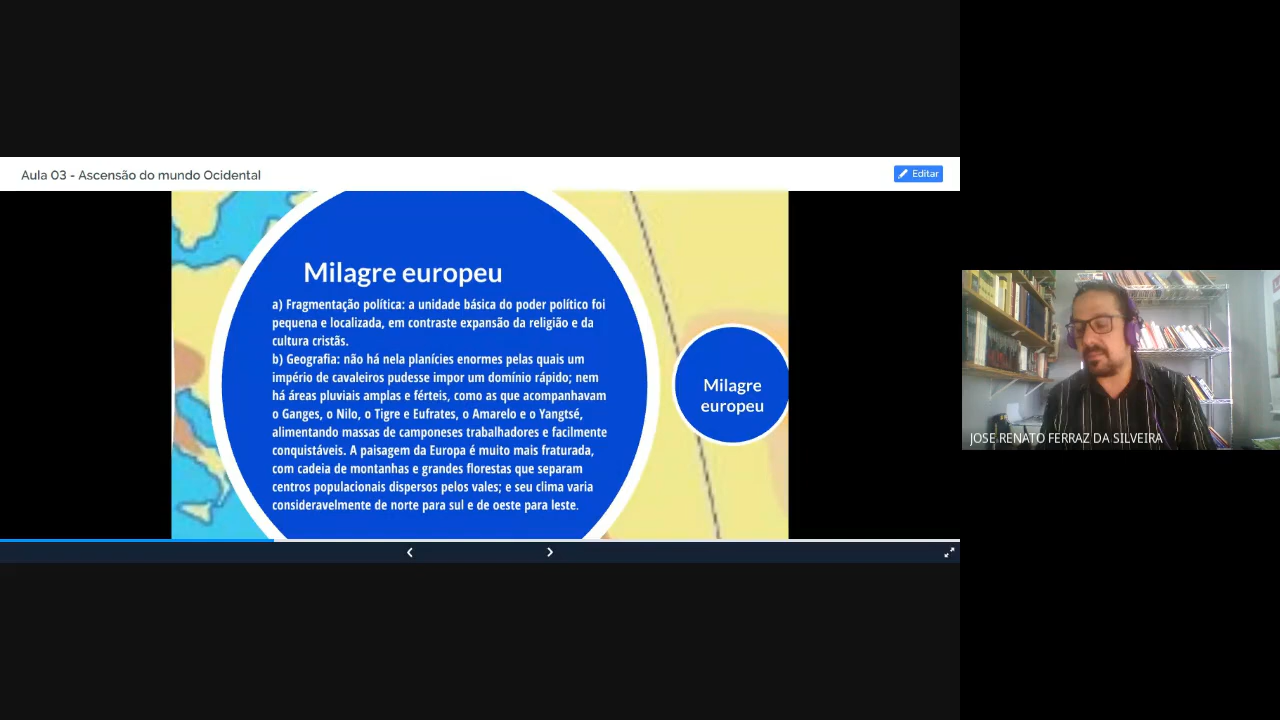 Aula 03 - Ascensão do mundo Ocidental
Editar
Milagre europeu
a) Fragmentação política: a unidade básica do poder político foi
pequena e localizada, em contraste expansão da religião e da
cultura cristãs.
b) Geografia: não há nela planícies enormes pelas quais um
império de cavaleiros pudesse impor um domínio rápido; nem
há áreas pluviais amplas e férteis, como as que acompanhavam
o Ganges, o Nilo, o Tigre e Eufrates, o Amarelo e o Yangtsé,
alimentando massas de camponeses trabalhadores e facilmente
conquistáveis. A paisagem da Europa é muito mais fraturada,
com cadeia de montanhas e grandes florestas que separam
centros populacionais dispersos pelos vales; e seu clima varia
consideravelmente de norte para sul e de oeste para leste.
Milagre
europeu
JOSE RENATO FERRAZ DA SILVEIRA